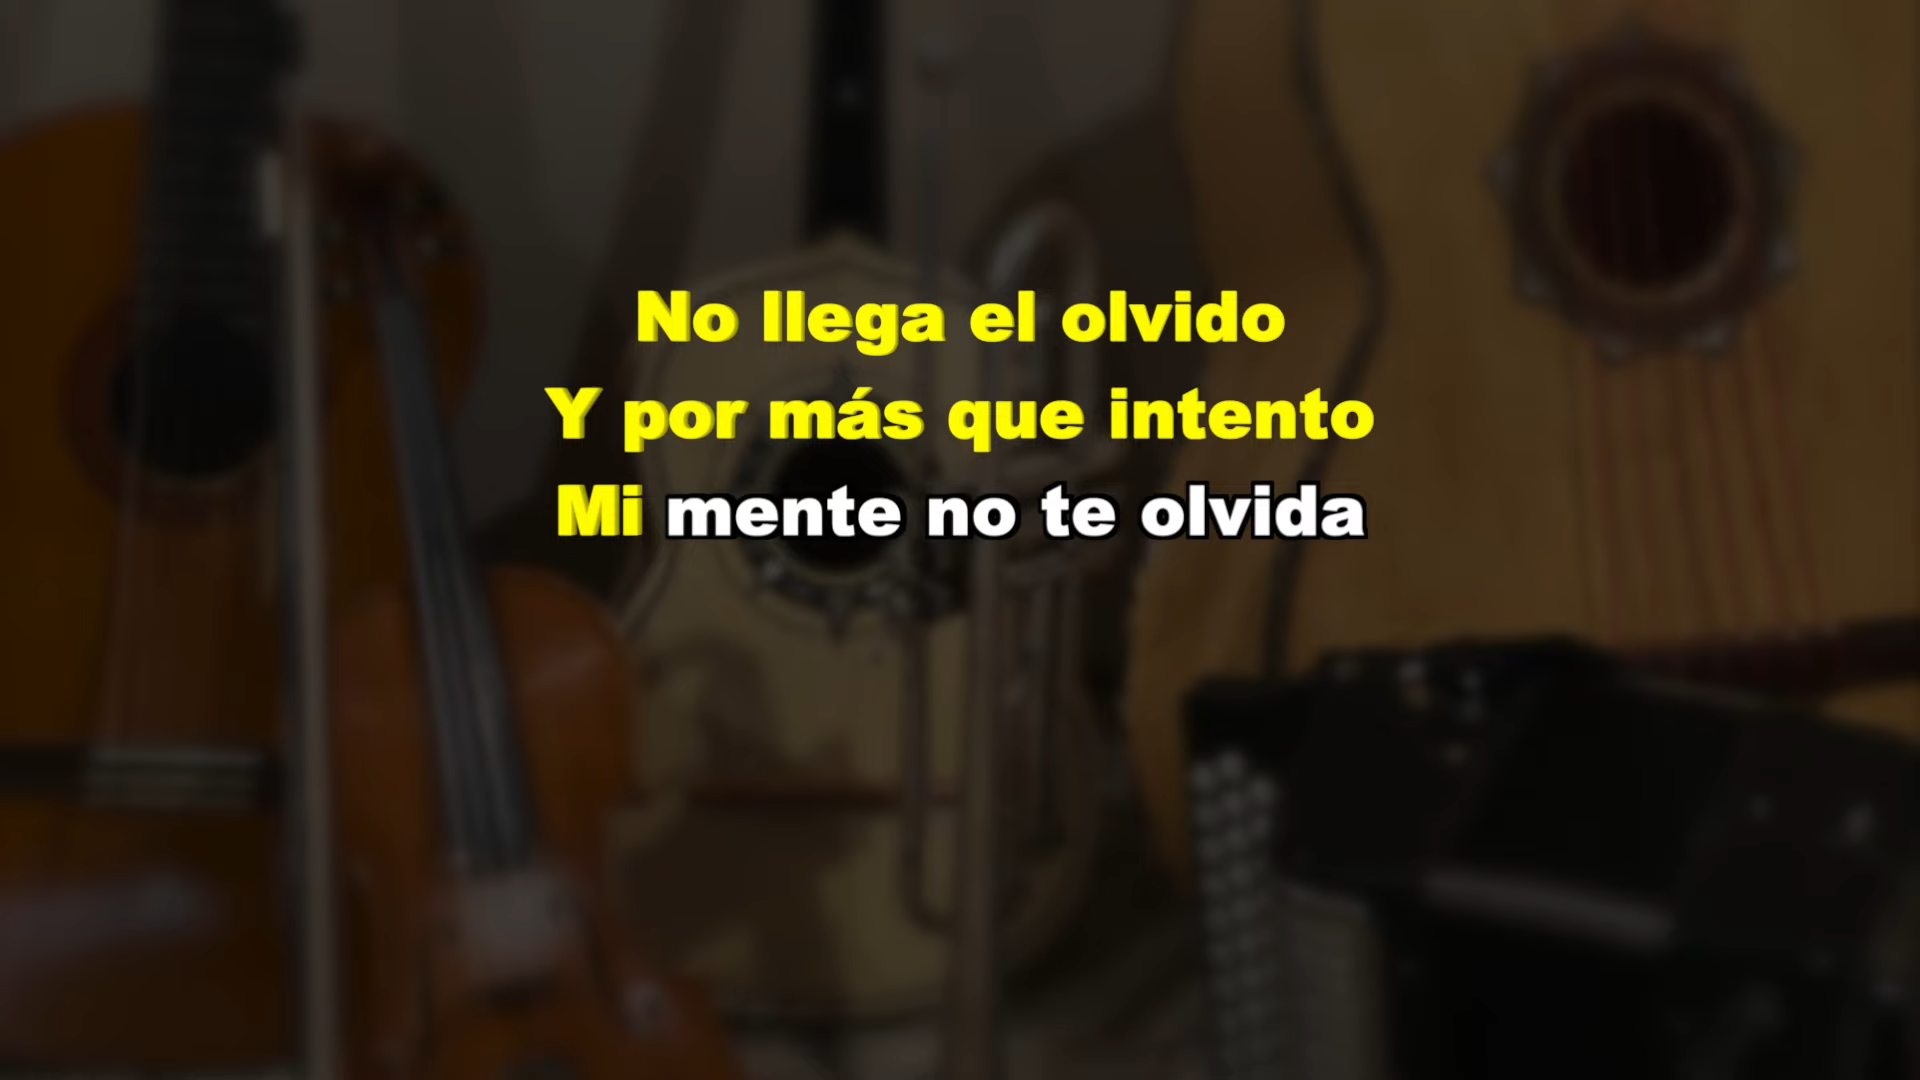 No llega el olvido
Y por más que intento
Mi mente no te olvida